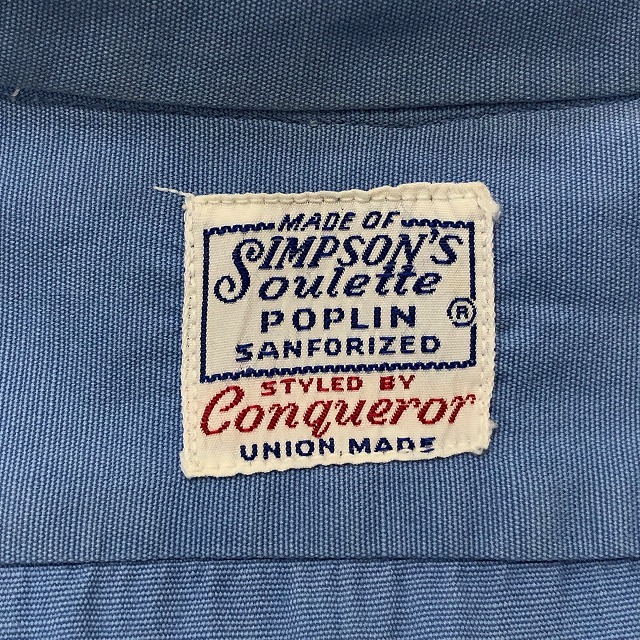 MADE OF
SIMPSON'S
Soulette
POPLIN ®
SANFORIZED
STYLED BY
Conqueror
UNION MADE